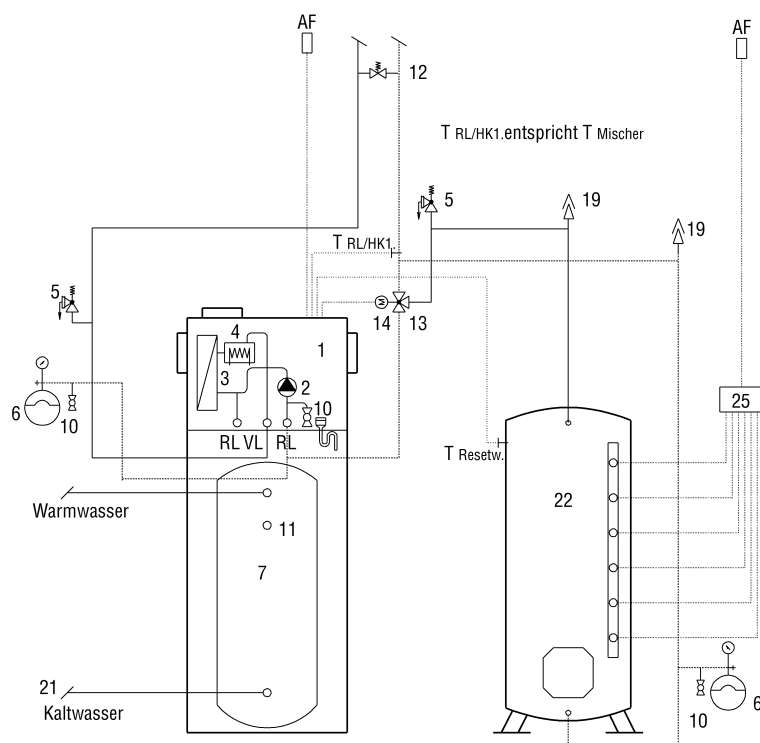 AF
AF
12
T RL/HK1.entspricht T Mischer
5
19
19
T RL/HK1.
5
14
13
4
1
3
2
6
10
10
25
RL VL RL
T Resetw.
22
Warmwasser
11
7
21
Kaltwasser
10
6